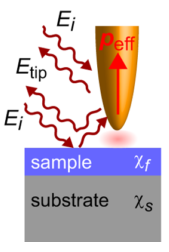 E_i
p_eff
E_tip
E_i
sample χ_f
substrate χ_s